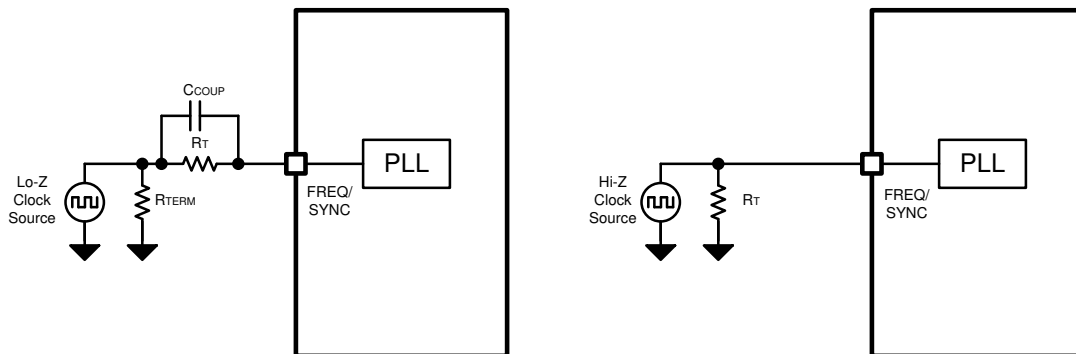 CCOUP
RT
PLL
Lo-Z
Clock
Source
RTERM
FREQ/
SYNC
PLL
Hi-Z
Clock
Source
RT
FREQ/
SYNC